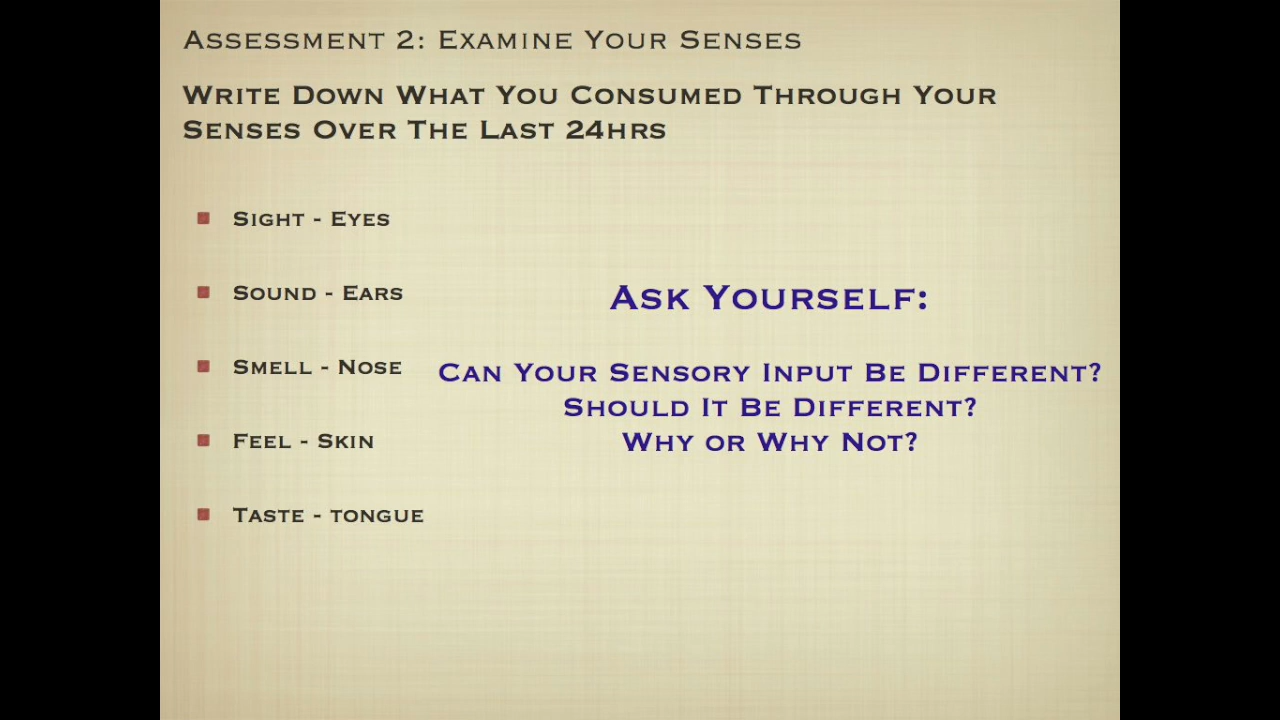 Assessment 2: Examine Your Senses
Write Down What You Consumed Through Your
Senses Over The Last 24hrs
Sight - Eyes
Sound - Ears
Smell - Nose
Feel - Skin
Taste - tongue
Ask Yourself:
Can Your Sensory Input Be Different?
Should It Be Different?
Why or Why Not?